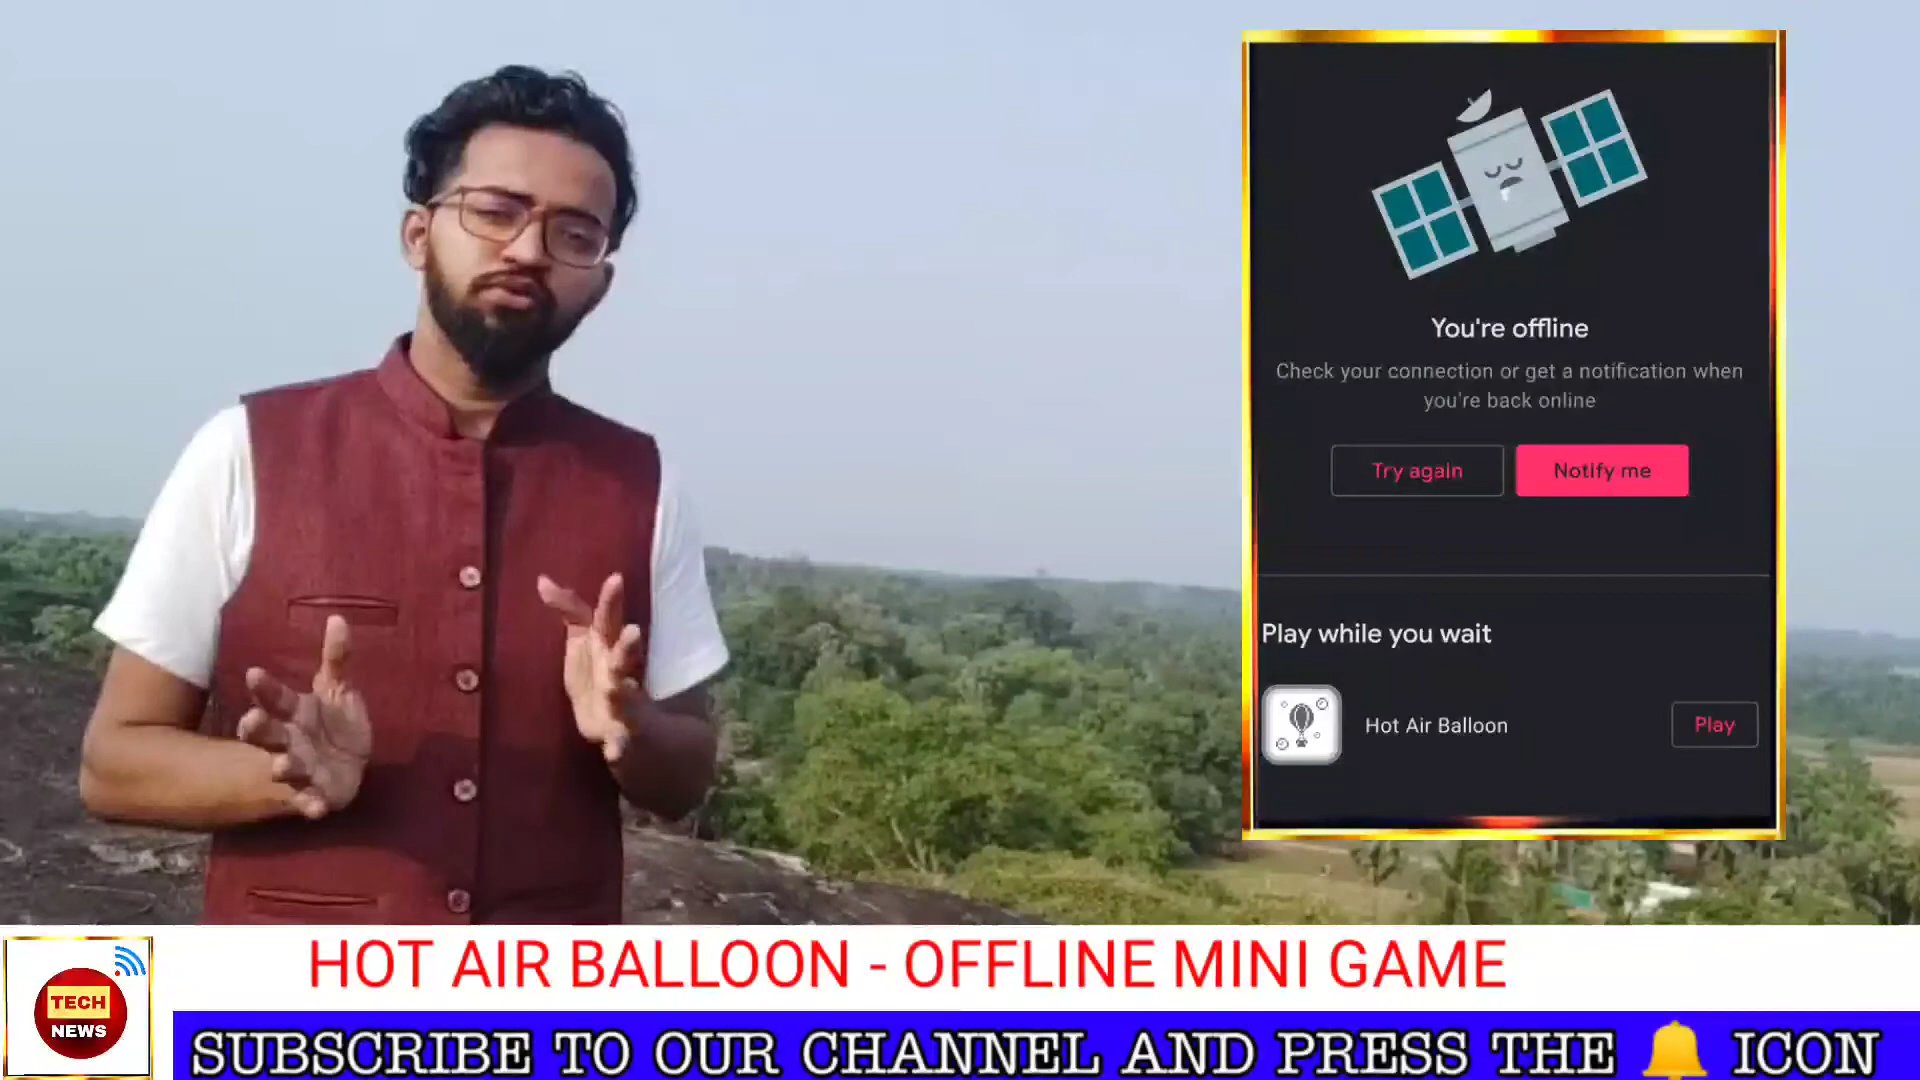 You're offline
Check your connection or get a notification when
you're back online
Try again
Notify me
Play while you wait
Hot Air Balloon
Play
HOT AIR BALLOON - OFFLINE MINI GAME
TECH
NEWS
SUBSCRIBE TO OUR CHANNEL AND PRESS THE 🔔 ICON